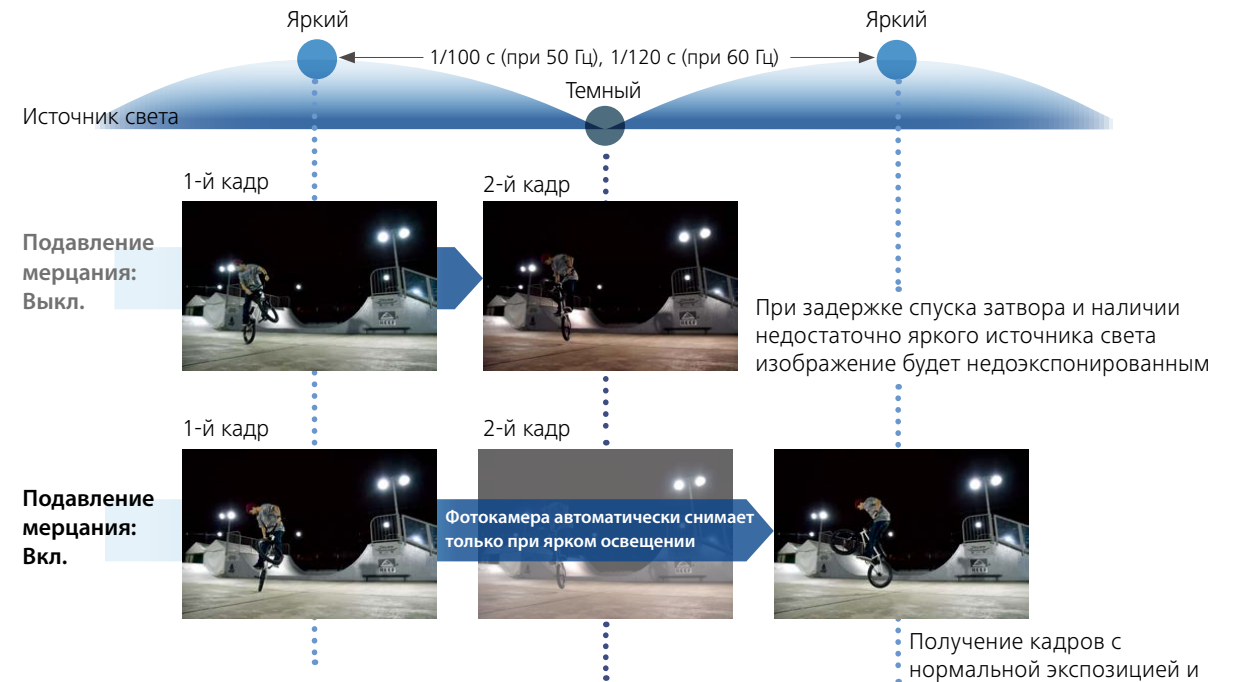 Яркий
Яркий
1/100 с (при 50 Гц), 1/120 с (при 60 Гц)
Темный
Источник света
1-й кадр
2-й кадр
Подавление
мерцания:
Выкл.
При задержке спуска затвора и наличии
недостаточно яркого источника света
изображение будет недоэкспонированным
1-й кадр
2-й кадр
Подавление
мерцания:
Вкл.
Фотокамера автоматически снимает
только при ярком освещении
Получение кадров с
нормальной экспозицией и